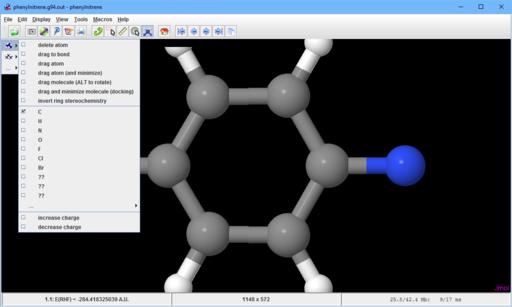 phenylnitrene.g94.out - phenylnitrene
File Edit Display View Tools Macros Help
delete atom
drag to bond
drag atom
drag atom (and minimize)
drag molecule (ALT to rotate)
drag and minimize molecule (docking)
invert ring stereochemistry
C
H
N
O
F
Cl
Br
??
??
??
...
increase charge
decrease charge
Jmol
1.1: E(RHF) = -284.418325039 A.U.
1148 x 572
25.8/42.4 Mb; 9/17 ms